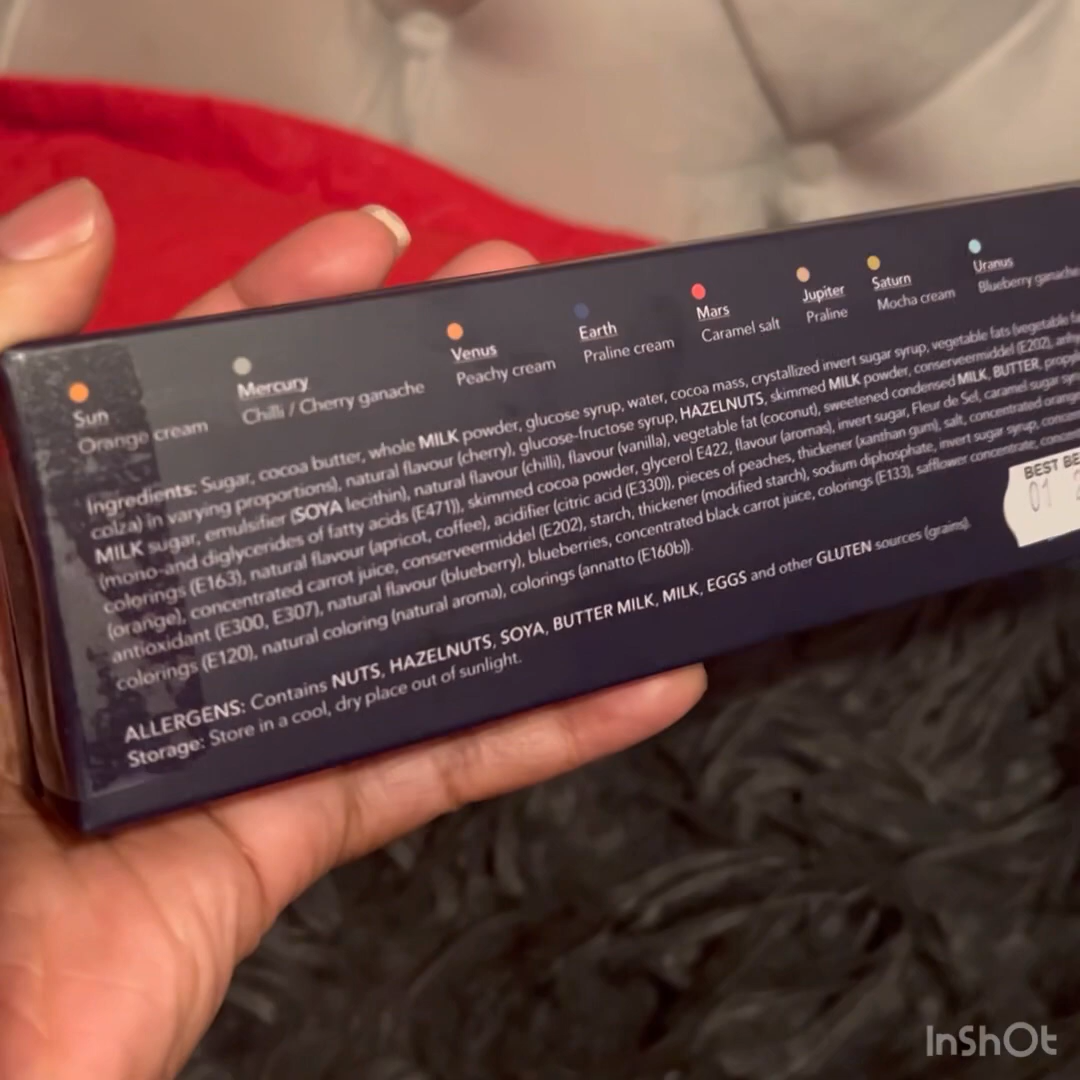 Sun
Orange cream
Mercury
Chilli / Cherry ganache
Venus
Peachy cream
Earth
Praline cream
Mars
Caramel salt
Jupiter
Praline
Saturn
Mocha cream
Uranus
Blueberry ganache
Ingredients: Sugar, cocoa butter, whole MILK powder, glucose syrup, water, cocoa mass, crystallized invert sugar syrup, vegetable fats (vegetable
colza) in varying proportions), natural flavour (cherry), glucose-fructose syrup, HAZELNUTS, skimmed MILK powder, conserveermiddel (E202),
MILK sugar, emulsifier (SOYA lecithin), natural flavour (chilli), flavour (vanilla), vegetable fat (coconut), sweetened condensed MILK, BUTTER,
(mono-and diglycerides of fatty acids (E471)), skimmed cocoa powder, glycerol E422, flavour (aromas), invert sugar, Fleur de Sel, caramel sugar
colorings (E163), natural flavour (apricot, coffee), acidifier (citric acid (E330)), pieces of peaches, thickener (xanthan gum), salt, concentrated
(orange), concentrated carrot juice, conserveermiddel (E202), starch, thickener (modified starch), sodium diphosphate, invert sugar syrup,
antioxidant (E300, E307), natural flavour (blueberry), blueberries, concentrated black carrot juice, colorings (E133), safflower concentrate,
colorings (E120), natural coloring (natural aroma), colorings (annatto (E160b)).
ALLERGENS: Contains NUTS, HAZELNUTS, SOYA, BUTTER MILK, MILK, EGGS and other GLUTEN sources (grains).
Storage: Store in a cool, dry place out of sunlight.
BEST
01
InShOt